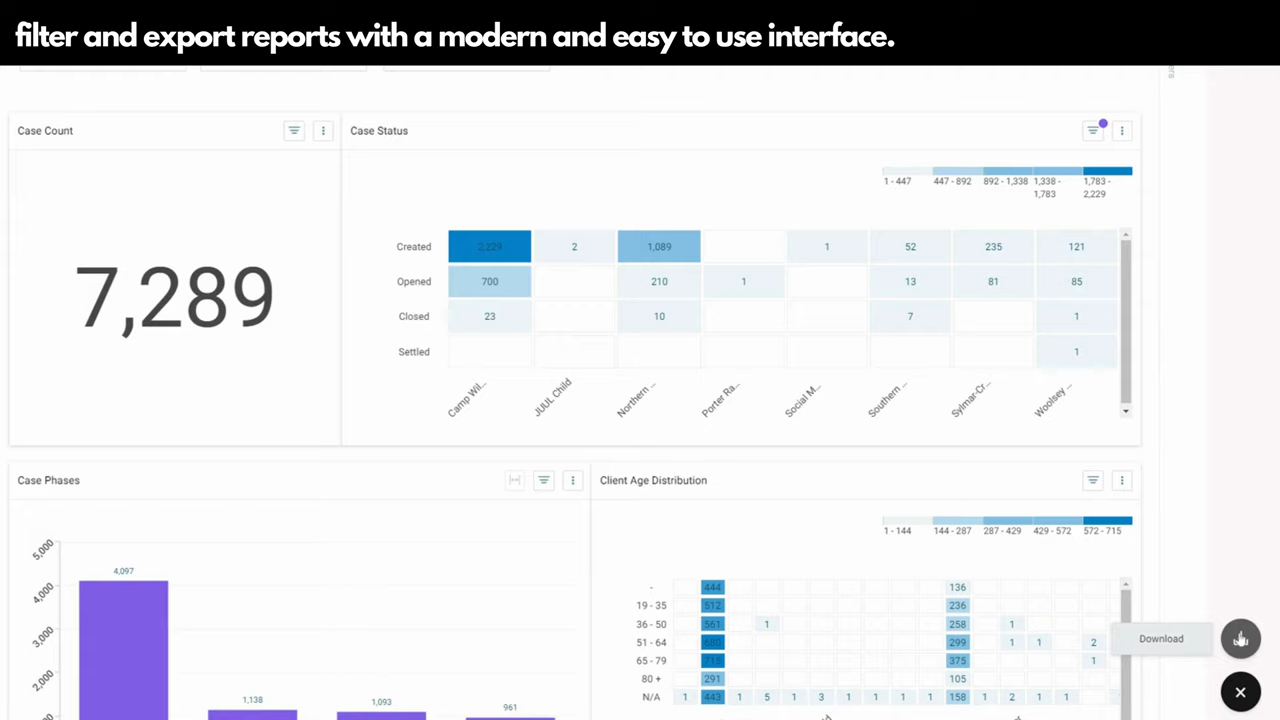 filter and export reports with a modern and easy to use interface.
Case Count
7,289
Case Status
1 - 447 447 - 892 892 - 1,338 1,338 - 1,783 1,783 - 2,229
Created 2,229 2 1,089 1 52 235 121
Opened 700 210 1 13 81 85
Closed 23 10 7 1
Settled 1
Camp Wil... JUUL Child Northern ... Porter Ra... Social M... Southern ... Sylmar-Cr... Woolsey ...
Case Phases
5,000
4,000
3,000
2,000
4,097
1,138
1,093
961
Client Age Distribution
1 - 144 144 - 287 287 - 429 429 - 572 572 - 715
- 444 136
19 - 35 512 236
36 - 50 561 1 258 1
51 - 64 680 299 1 1 2
65 - 79 715 375 1
80 + 291 105
N/A 1 443 1 5 1 3 1 1 1 1 158 1 2 1 1
Download